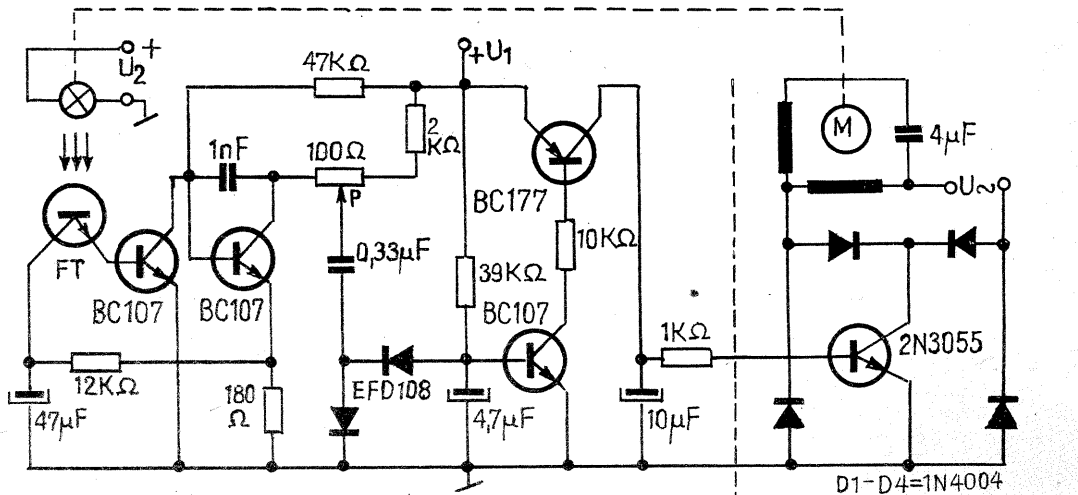 +
U2
+U1
47KΩ
2
KΩ
1nF
100Ω
P
M
4μF
U~
BC177
FT
0,33μF
10KΩ
39KΩ
BC107
BC107
BC107
1KΩ
2N3055
12KΩ
EFD108
180
Ω
47μF
4,7μF
10μF
D1-D4=1N4004